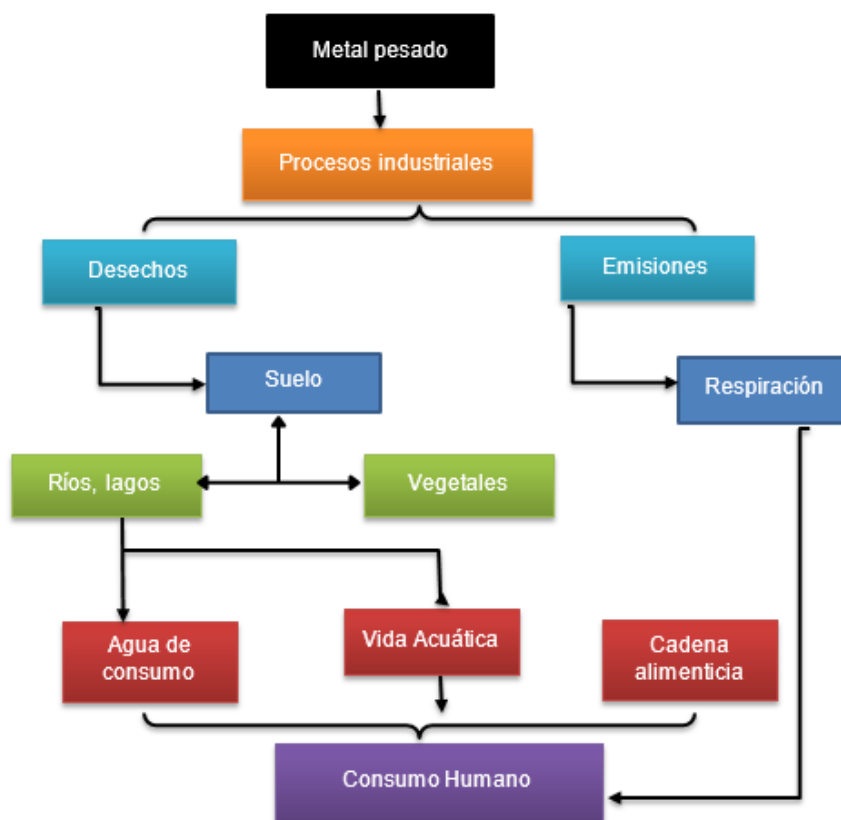 Metal pesado
Procesos industriales
Desechos
Emisiones
Suelo
Respiración
Ríos, lagos
Vegetales
Agua de
consumo
Vida Acuática
Cadena
alimenticia
Consumo Humano